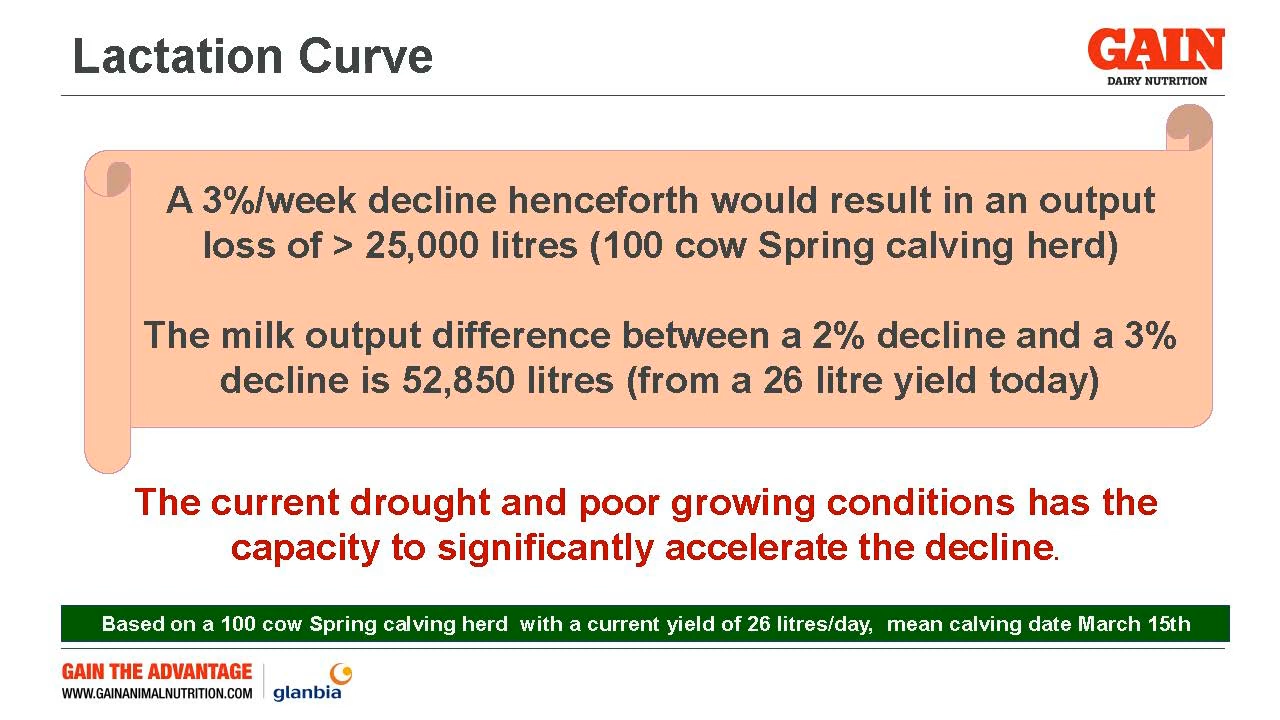 Lactation Curve
GAIN
DAIRY NUTRITION
A 3%/week decline henceforth would result in an output
loss of > 25,000 litres (100 cow Spring calving herd)
The milk output difference between a 2% decline and a 3%
decline is 52,850 litres (from a 26 litre yield today)
The current drought and poor growing conditions has the
capacity to significantly accelerate the decline.
Based on a 100 cow Spring calving herd  with a current yield of 26 litres/day,  mean calving date March 15th
GAIN THE ADVANTAGE
WWW.GAINANIMALNUTRITION.COM
glanbia